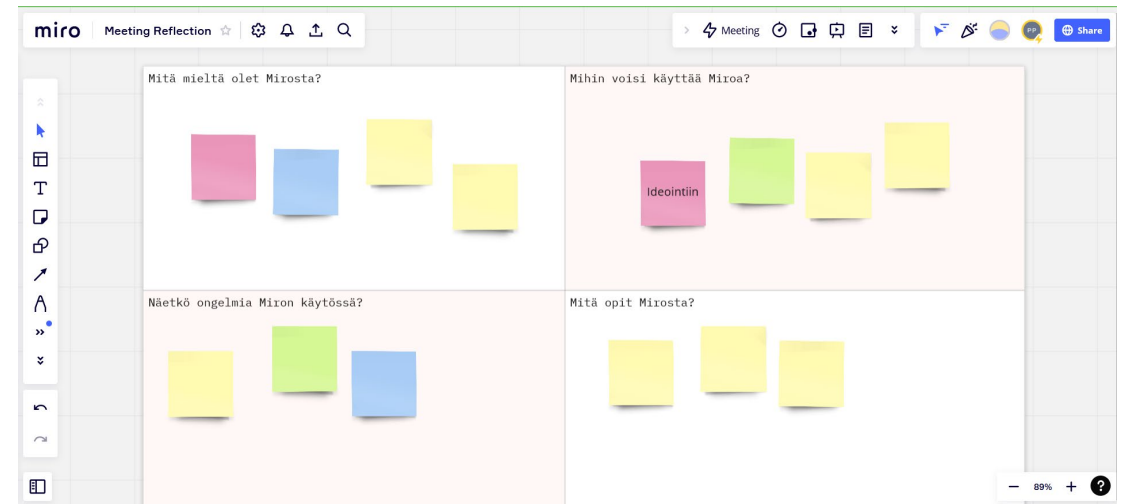 miro
Meeting Reflection
Meeting
PP
Share
Mitä mieltä olet Mirosta?
Mihin voisi käyttää Miroa?
Ideointiin
Näetkö ongelmia Miron käytössä?
Mitä opit Mirosta?
89%
?